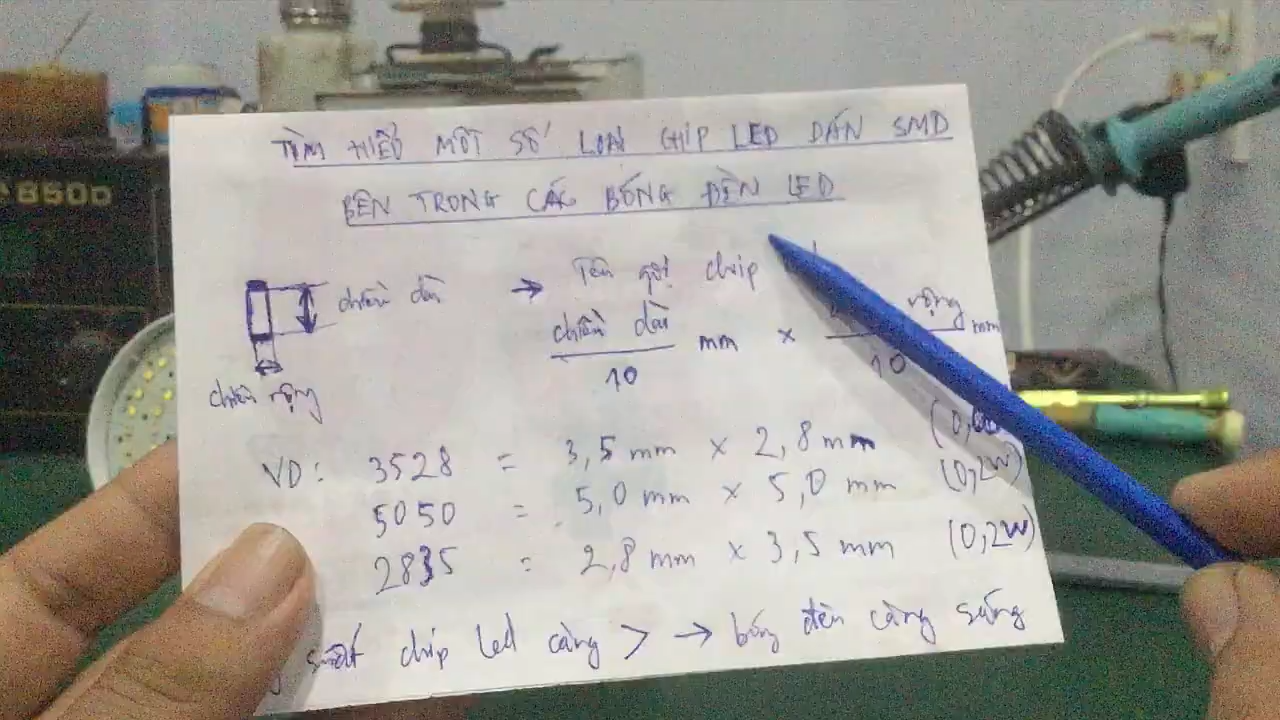 850D
TÌM HIỂU MỘT SỐ LOẠI CHIP LED DÁN SMD
BÊN TRONG CÁC BÓNG ĐÈN LED
chiều dài
→ Tên gọi chip
chiều dài / 10 mm × rộng / 10 mm
chiều rộng
VD: 3528 = 3,5 mm × 2,8 mm (0,
5050 = 5,0 mm × 5,0 mm (0,2W)
2835 = 2,8 mm × 3,5 mm (0,2W)
suất chip led càng > → bóng đèn càng sáng